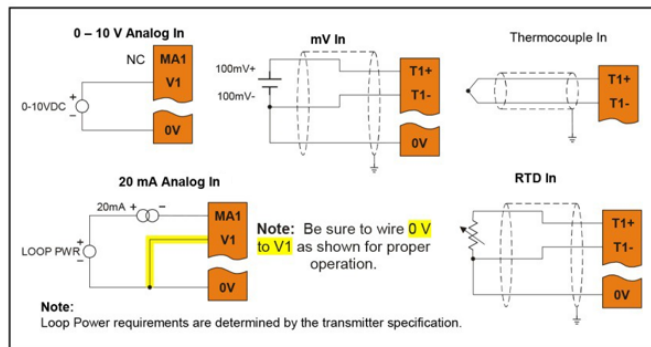 0 – 10 V Analog In
NC
MA1
V1
0-10VDC
+
−
0V
mV In
100mV+
100mV-
T1+
T1-
0V
Thermocouple In
T1+
T1-
20 mA Analog In
20mA + −
MA1
V1
LOOP PWR
+
−
0V
Note: Be sure to wire 0 V
to V1 as shown for proper
operation.
RTD In
T1+
T1-
0V
Note:
Loop Power requirements are determined by the transmitter specification.